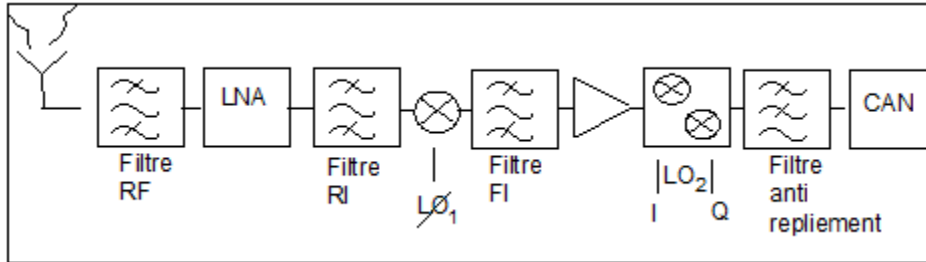 LNA
CAN
Filtre
RF
Filtre
RI
LO1
Filtre
FI
LO2
I
Q
Filtre
anti
repliement